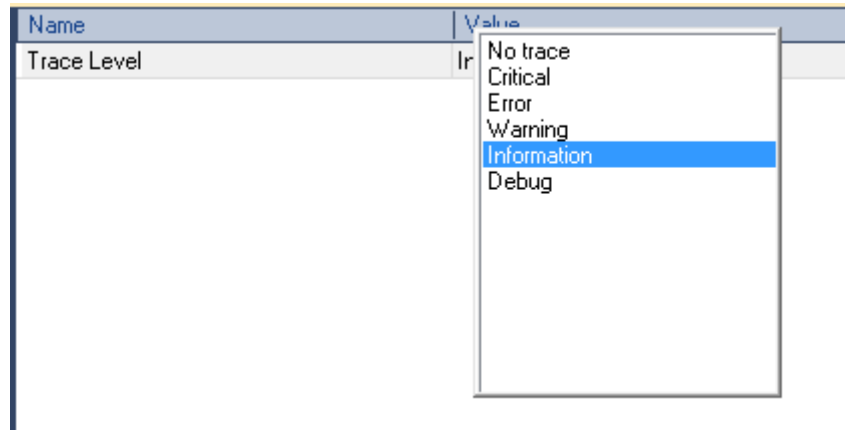 Name Value
Trace Level
No trace
Critical
Error
Warning
Information
Debug